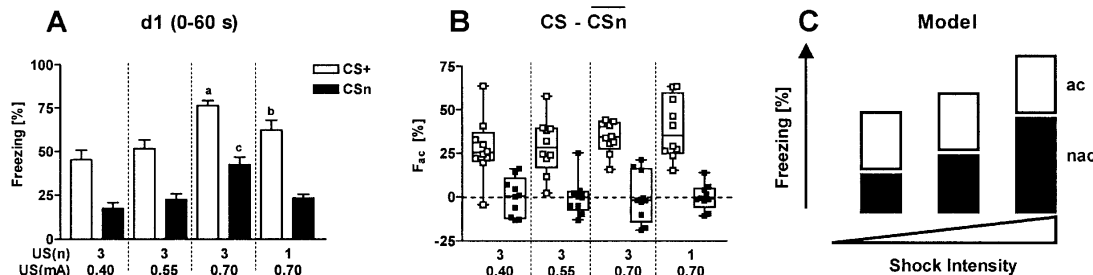 A
d1 (0-60 s)
Freezing [%]
100
75
50
25
0
CS+
CSn
a
b
c
US(n) 3 3 3 1
US(mA) 0.40 0.55 0.70 0.70
B
CS - CSn
Fac [%]
75
50
25
0
-25
3 3 3 1
0.40 0.55 0.70 0.70
C
Model
Freezing [%]
ac
nac
Shock Intensity